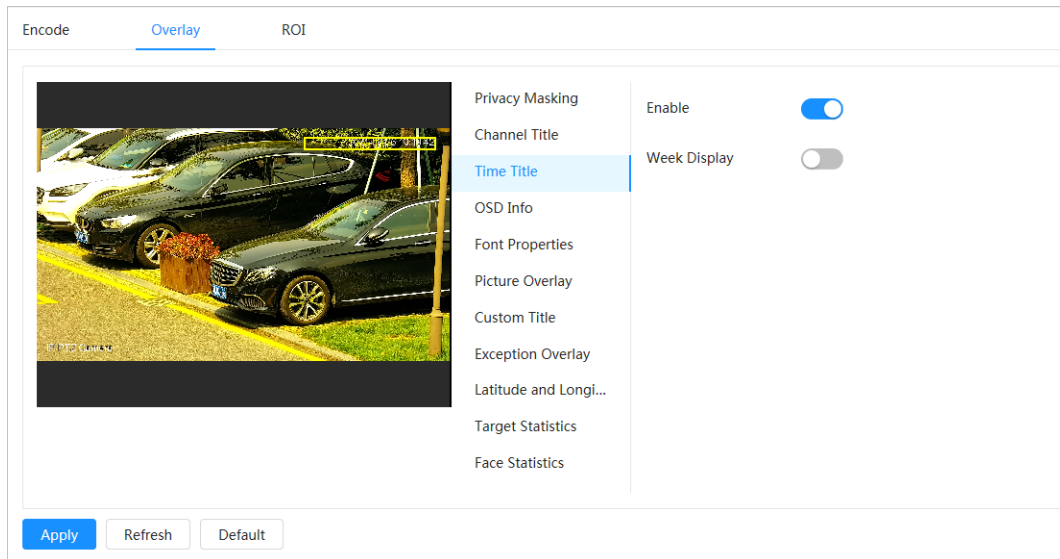 Encode Overlay ROI
Privacy Masking
Channel Title
Time Title
OSD Info
Font Properties
Picture Overlay
Custom Title
Exception Overlay
Latitude and Longi...
Target Statistics
Face Statistics
Enable
Week Display
Apply Refresh Default